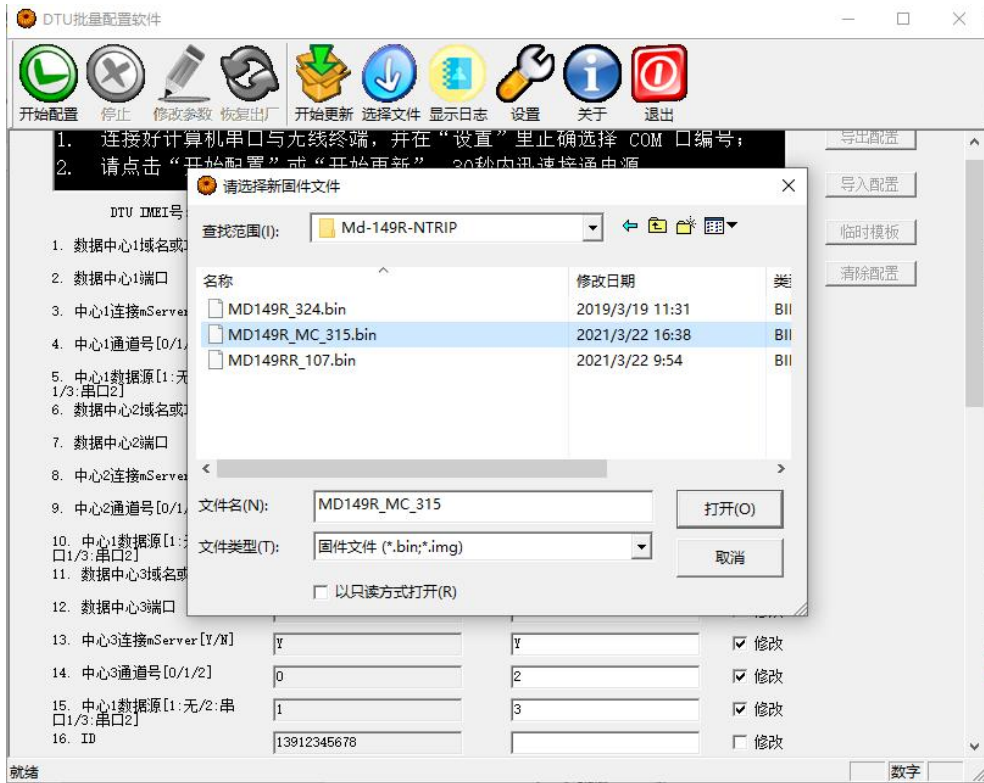 DTU批量配置软件
开始配置 停止 修改参数 恢复出厂 开始更新 选择文件 显示日志 设置 关于 退出
1. 连接好计算机串口与无线终端，并在“设置”里正确选择 COM 口编号；
2. 请点击“开始配置”或“开始更新”，30秒内迅速接通电源
导出配置
导入配置
临时模板
清除配置
请选择新固件文件
查找范围(I): Md-149R-NTRIP
名称 修改日期
MD149R_324.bin 2019/3/19 11:31 BI
MD149R_MC_315.bin 2021/3/22 16:38 BI
MD149RR_107.bin 2021/3/22 9:54 BI
文件名(N): MD149R_MC_315 打开(O)
文件类型(T): 固件文件 (*.bin;*.img) 取消
以只读方式打开(R)
DTU IMEI号
1. 数据中心1域名或
2. 数据中心1端口
3. 中心1连接mServe
4. 中心1通道号[0/1/
5. 中心1数据源[1:无
1/3:串口2]
6. 数据中心2域名或
7. 数据中心2端口
8. 中心2连接mServe
9. 中心2通道号[0/1/
10. 中心1数据源[1:
口1/3:串口2]
11. 数据中心3域名或
12. 数据中心3端口
13. 中心3连接mServer[Y/N] Y Y 修改
14. 中心3通道号[0/1/2] 0 2 修改
15. 中心1数据源[1:无/2:串
口1/3:串口2] 1 3 修改
16. ID 13912345678 修改
就绪 数字